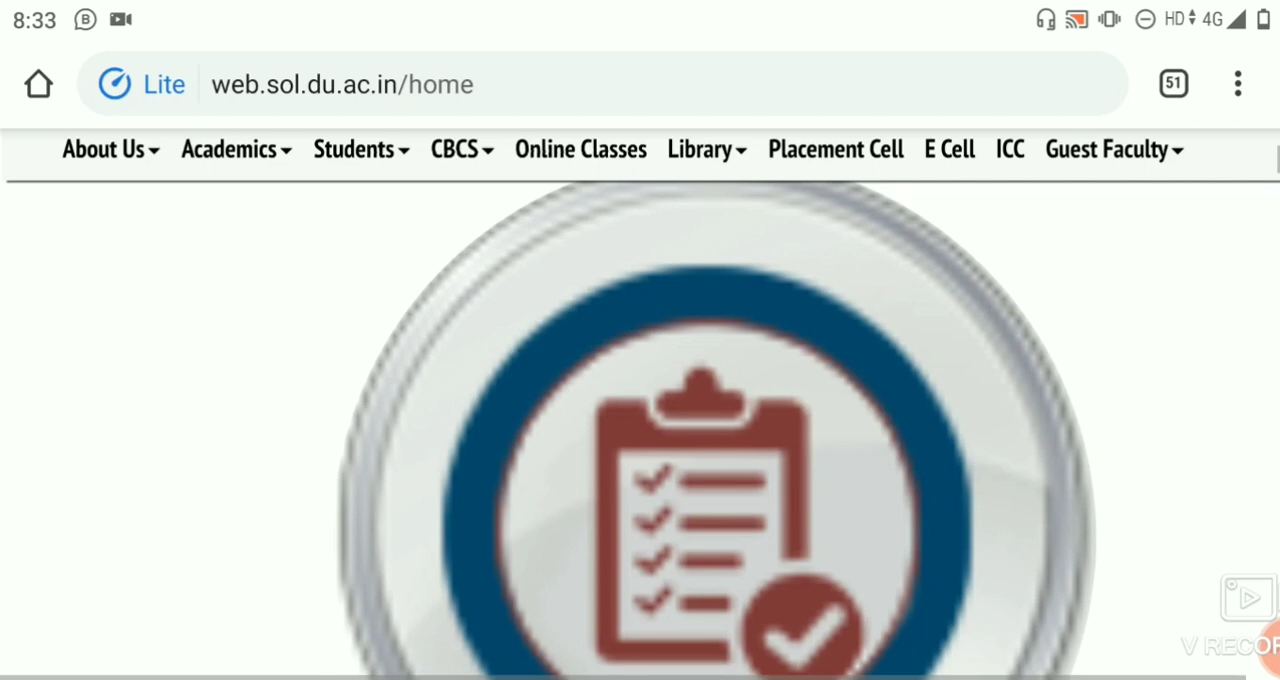 8:33 B HD 4G
Lite web.sol.du.ac.in/home 51
About Us Academics Students CBCS Online Classes Library Placement Cell E Cell ICC Guest Faculty
V RECOR